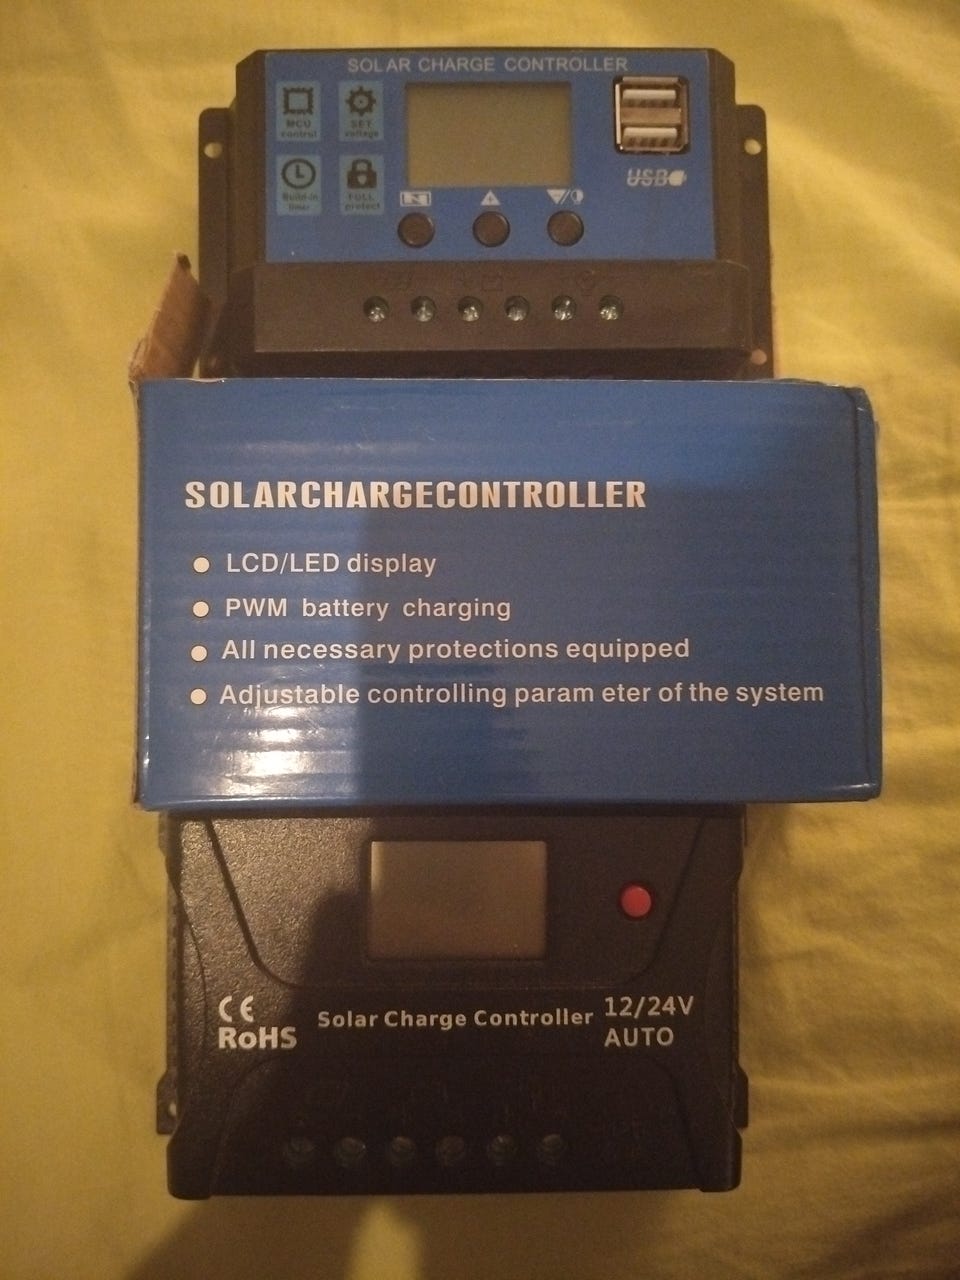 SOLAR CHARGE CONTROLLER
MCU
control
SET
voltage
Build-in
timer
FULL
protect
USB
SOLARCHARGECONTROLLER
LCD/LED display
PWM battery charging
All necessary protections equipped
Adjustable controlling param eter of the system
CE
RoHS
Solar Charge Controller
12/24V
AUTO